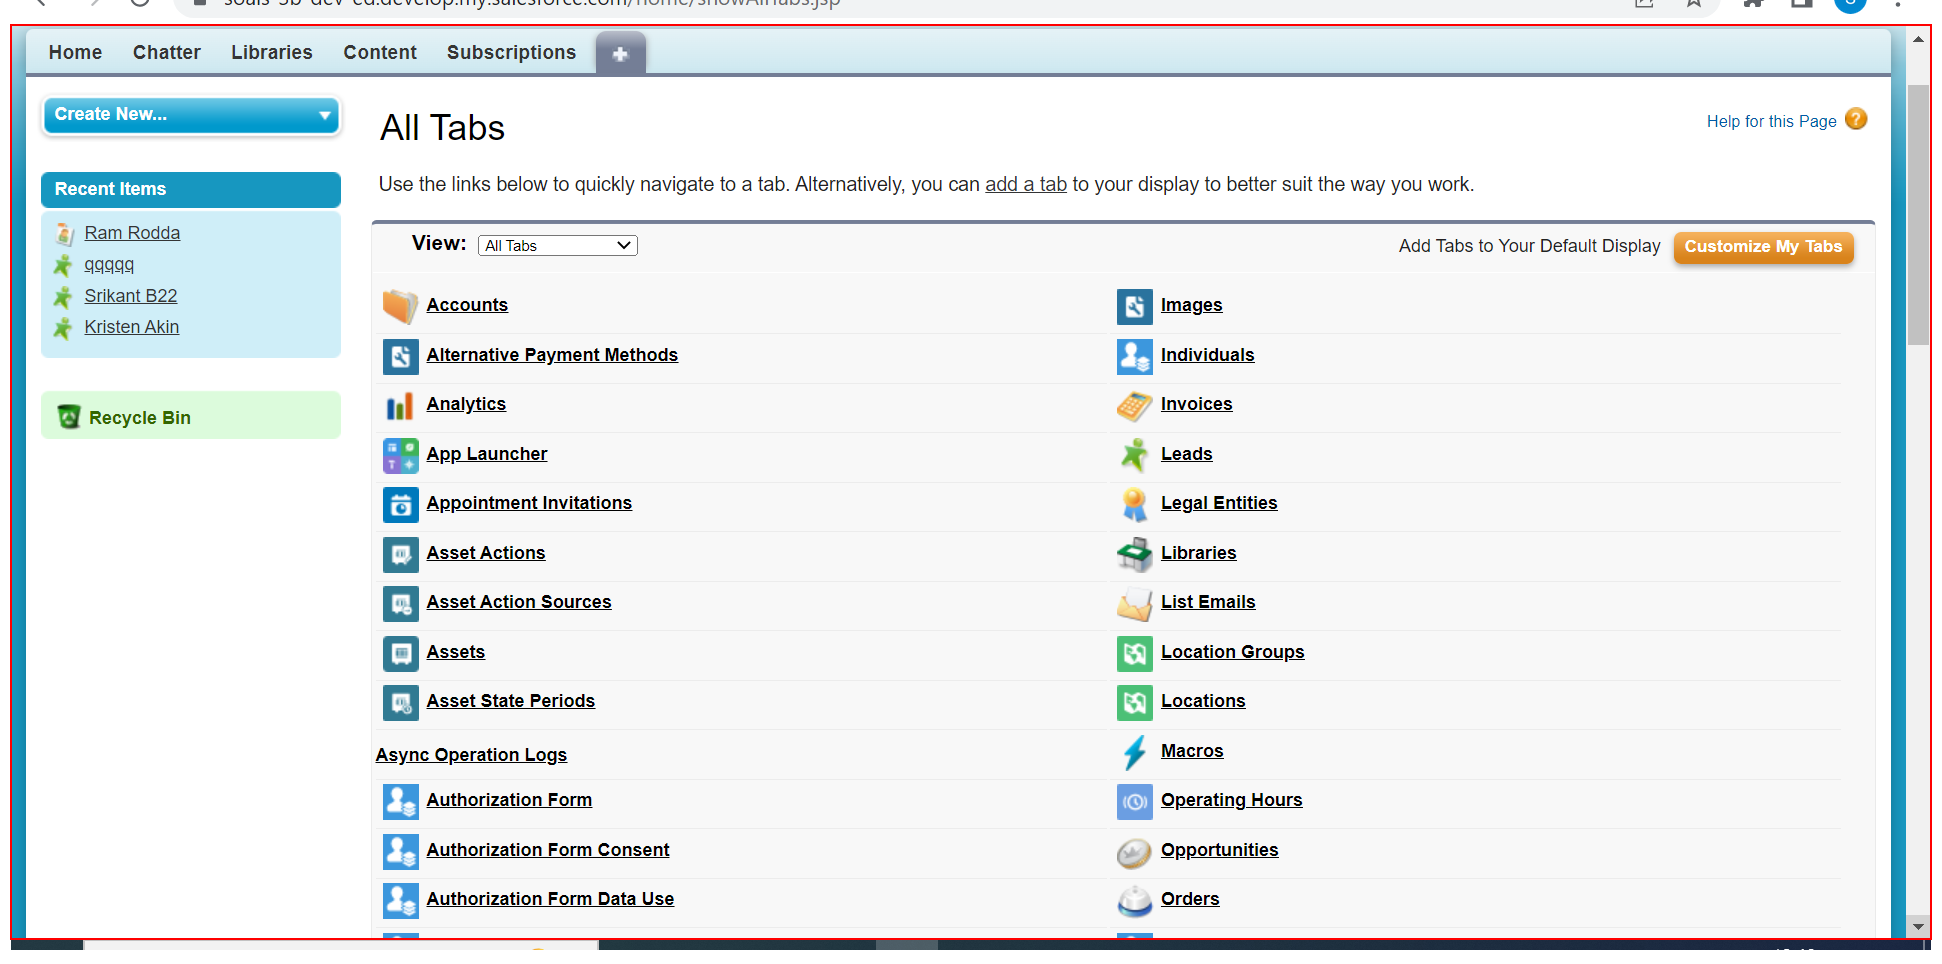 Home Chatter Libraries Content Subscriptions
Create New...
All Tabs
Help for this Page
Use the links below to quickly navigate to a tab. Alternatively, you can add a tab to your display to better suit the way you work.
Recent Items
Ram Rodda
qqqqq
Srikant B22
Kristen Akin
Recycle Bin
View: All Tabs
Add Tabs to Your Default Display Customize My Tabs
Accounts
Alternative Payment Methods
Analytics
App Launcher
Appointment Invitations
Asset Actions
Asset Action Sources
Assets
Asset State Periods
Async Operation Logs
Authorization Form
Authorization Form Consent
Authorization Form Data Use
Images
Individuals
Invoices
Leads
Legal Entities
Libraries
List Emails
Location Groups
Locations
Macros
Operating Hours
Opportunities
Orders